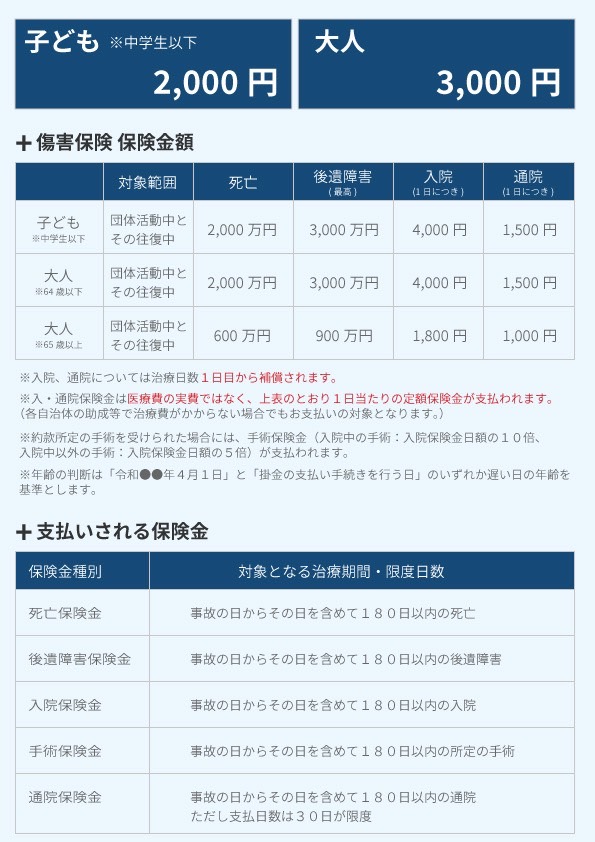 子ども ※中学生以下
2,000 円
大人
3,000 円
＋傷害保険 保険金額
対象範囲 死亡 後遺障害 入院 通院
(最高) (1日につき) (1日につき)
子ども 団体活動中と 2,000 万円 3,000 万円 4,000 円 1,500 円
※中学生以下 その往復中
大人 団体活動中と 2,000 万円 3,000 万円 4,000 円 1,500 円
※64 歳以下 その往復中
大人 団体活動中と 600 万円 900 万円 1,800 円 1,000 円
※65 歳以上 その往復中
※入院、通院については治療日数１日目から補償されます。
※入・通院保険金は医療費の実費ではなく、上表のとおり１日当たりの定額保険金が支払われます。
（各自治体の助成等で治療費がかからない場合でもお支払いの対象となります。）
※約款所定の手術を受けられた場合には、手術保険金（入院中の手術：入院保険金日額の１０倍、
入院中以外の手術：入院保険金日額の５倍）が支払われます。
※年齢の判断は「令和●●年４月１日」と「掛金の支払い手続きを行う日」のいずれか遅い日の年齢を
基準とします。
＋支払いされる保険金
保険金種別 対象となる治療期間・限度日数
死亡保険金 事故の日からその日を含めて１８０日以内の死亡
後遺障害保険金 事故の日からその日を含めて１８０日以内の後遺障害
入院保険金 事故の日からその日を含めて１８０日以内の入院
手術保険金 事故の日からその日を含めて１８０日以内の所定の手術
通院保険金 事故の日からその日を含めて１８０日以内の通院
ただし支払日数は３０日が限度